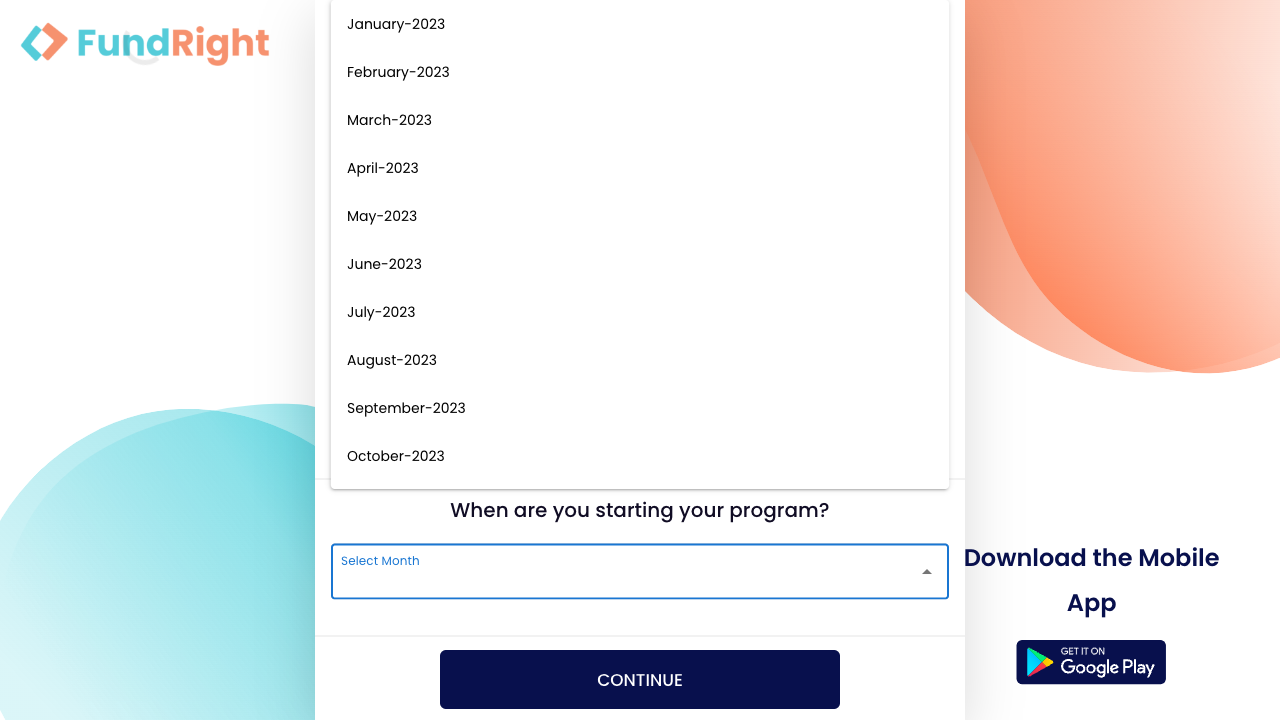 FundRight
January-2023
February-2023
March-2023
April-2023
May-2023
June-2023
July-2023
August-2023
September-2023
October-2023
When are you starting your program?
Select Month
CONTINUE
Download the Mobile
App
GET IT ON
Google Play